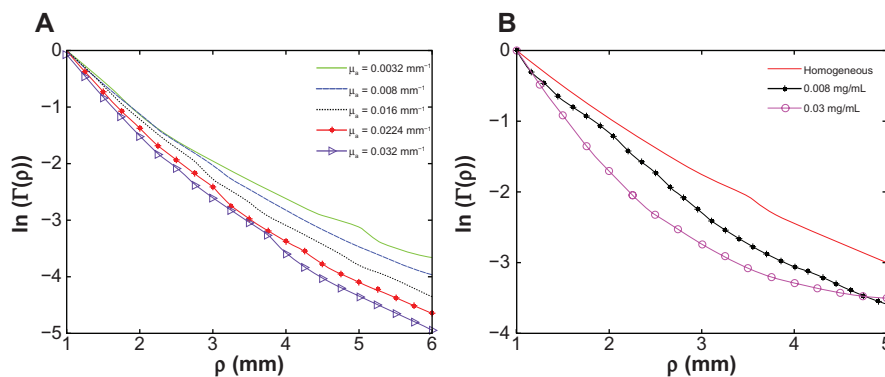 A
ln (Γ(ρ))
0
−1
−2
−3
−4
−5
1
2
3
4
5
6
ρ (mm)
μa = 0.0032 mm⁻¹
μa = 0.008 mm⁻¹
μa = 0.016 mm⁻¹
μa = 0.0224 mm⁻¹
μa = 0.032 mm⁻¹
B
ln (Γ(ρ))
0
−1
−2
−3
−4
1
2
3
4
5
ρ (mm)
Homogeneous
0.008 mg/mL
0.03 mg/mL